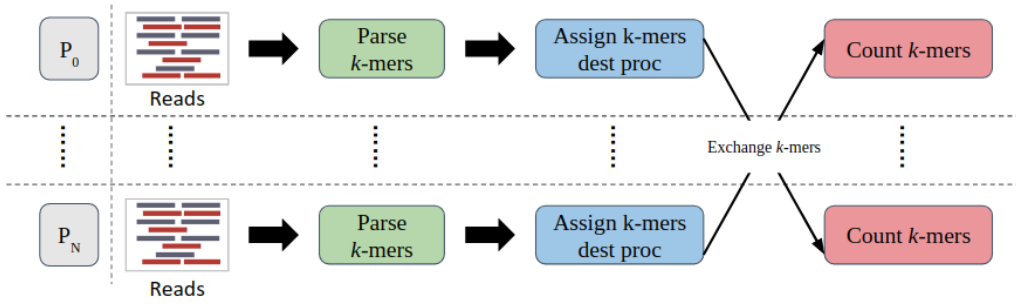 P0
Reads
Parse
k-mers
Assign k-mers
dest proc
Count k-mers
Exchange k-mers
PN
Reads
Parse
k-mers
Assign k-mers
dest proc
Count k-mers